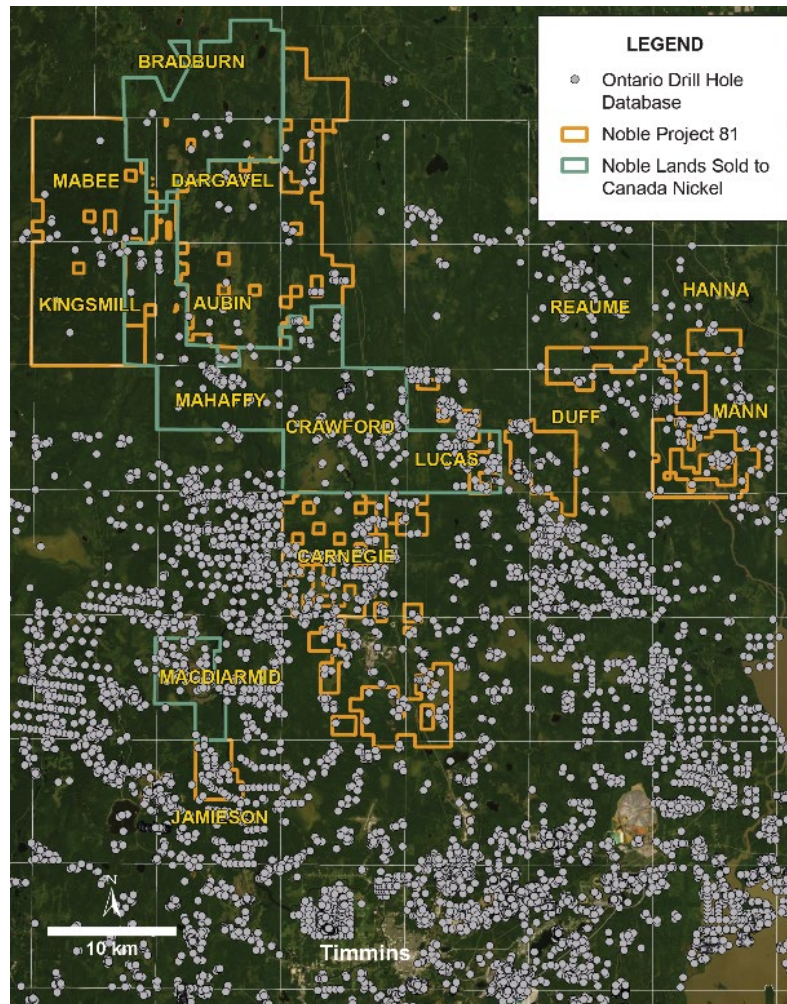 LEGEND
Ontario Drill Hole
Database
Noble Project 81
Noble Lands Sold to
Canada Nickel
BRADBURN
MABEE
DARGAVEL
HANNA
KINGSMILL
AUBIN
REAUME
MAHAFFY
MANN
CRAWFORD
DUFF
LUCAS
CARNEGIE
MACDIARMID
JAMIESON
N
10 km
Timmins